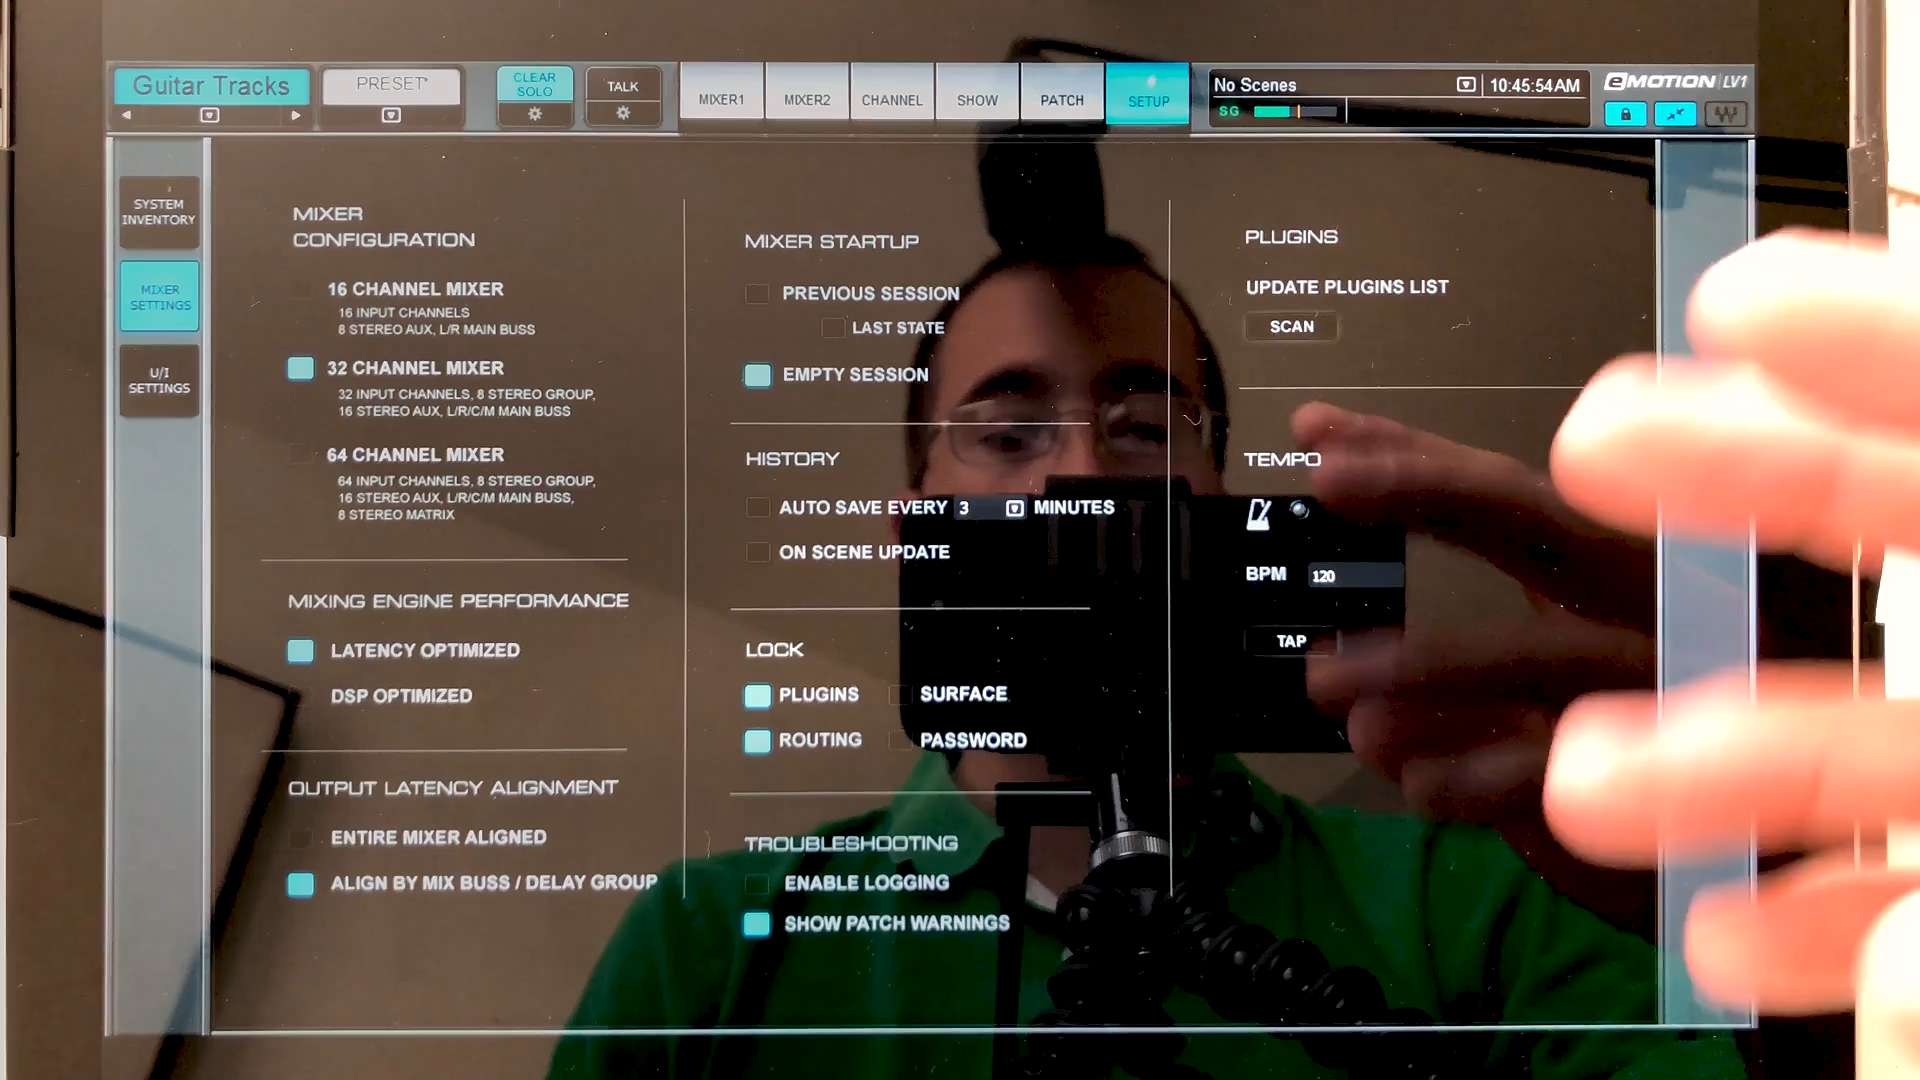 Guitar Tracks
PRESET*
CLEAR
SOLO
TALK
MIXER1
MIXER2
CHANNEL
SHOW
PATCH
SETUP
No Scenes
10:45:54AM
SG
eMOTION LV1
SYSTEM
INVENTORY
MIXER
SETTINGS
U/I
SETTINGS
MIXER
CONFIGURATION
16 CHANNEL MIXER
16 INPUT CHANNELS
8 STEREO AUX, L/R MAIN BUSS
32 CHANNEL MIXER
32 INPUT CHANNELS, 8 STEREO GROUP,
16 STEREO AUX, L/R/C/M MAIN BUSS
64 CHANNEL MIXER
64 INPUT CHANNELS, 8 STEREO GROUP,
16 STEREO AUX, L/R/C/M MAIN BUSS,
8 STEREO MATRIX
MIXING ENGINE PERFORMANCE
LATENCY OPTIMIZED
DSP OPTIMIZED
OUTPUT LATENCY ALIGNMENT
ENTIRE MIXER ALIGNED
ALIGN BY MIX BUSS / DELAY GROUP
MIXER STARTUP
PREVIOUS SESSION
LAST STATE
EMPTY SESSION
HISTORY
AUTO SAVE EVERY 3 MINUTES
ON SCENE UPDATE
LOCK
PLUGINS SURFACE
ROUTING PASSWORD
TROUBLESHOOTING
ENABLE LOGGING
SHOW PATCH WARNINGS
PLUGINS
UPDATE PLUGINS LIST
SCAN
TEMPO
BPM 120
TAP